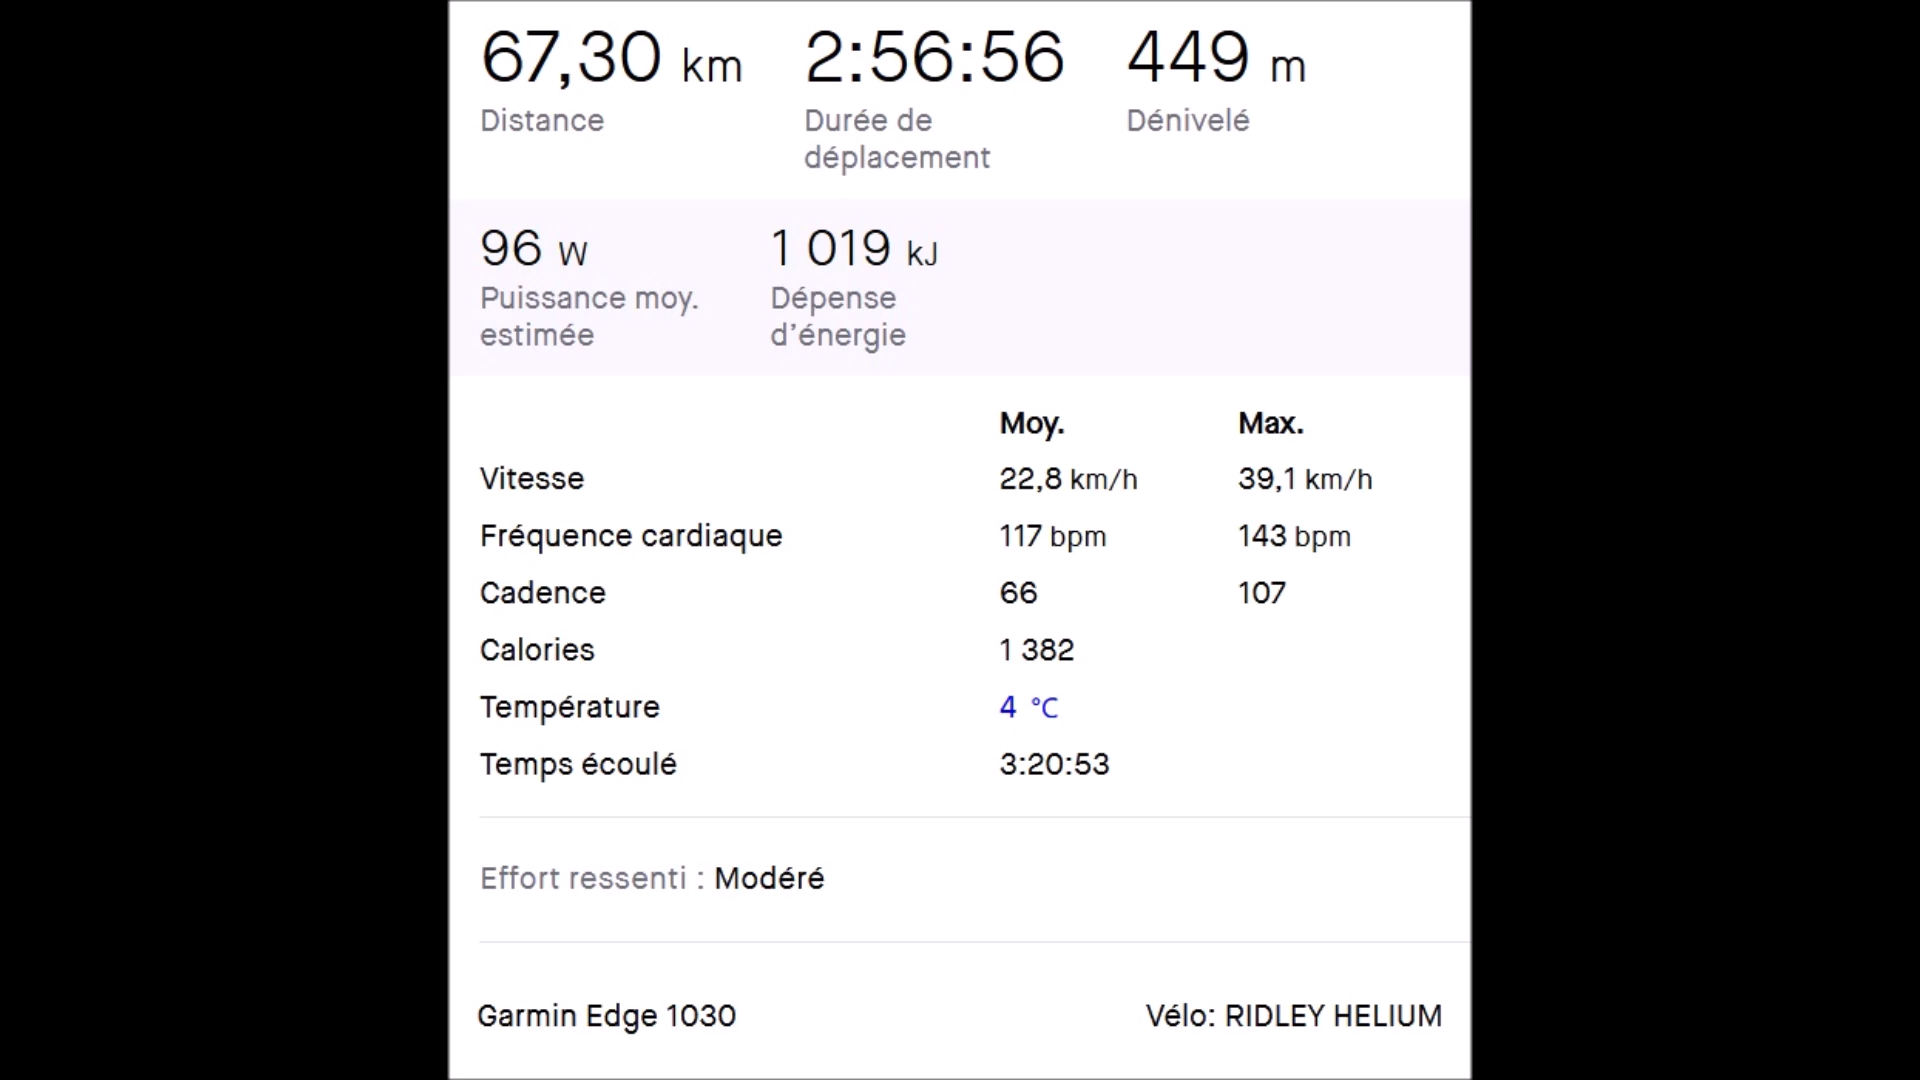 67,30 km 2:56:56 449 m
Distance Durée de Dénivelé
déplacement
96 W 1 019 kJ
Puissance moy. Dépense
estimée d’énergie
Moy. Max.
Vitesse 22,8 km/h 39,1 km/h
Fréquence cardiaque 117 bpm 143 bpm
Cadence 66 107
Calories 1 382
Température 4 °C
Temps écoulé 3:20:53
Effort ressenti : Modéré
Garmin Edge 1030 Vélo: RIDLEY HELIUM